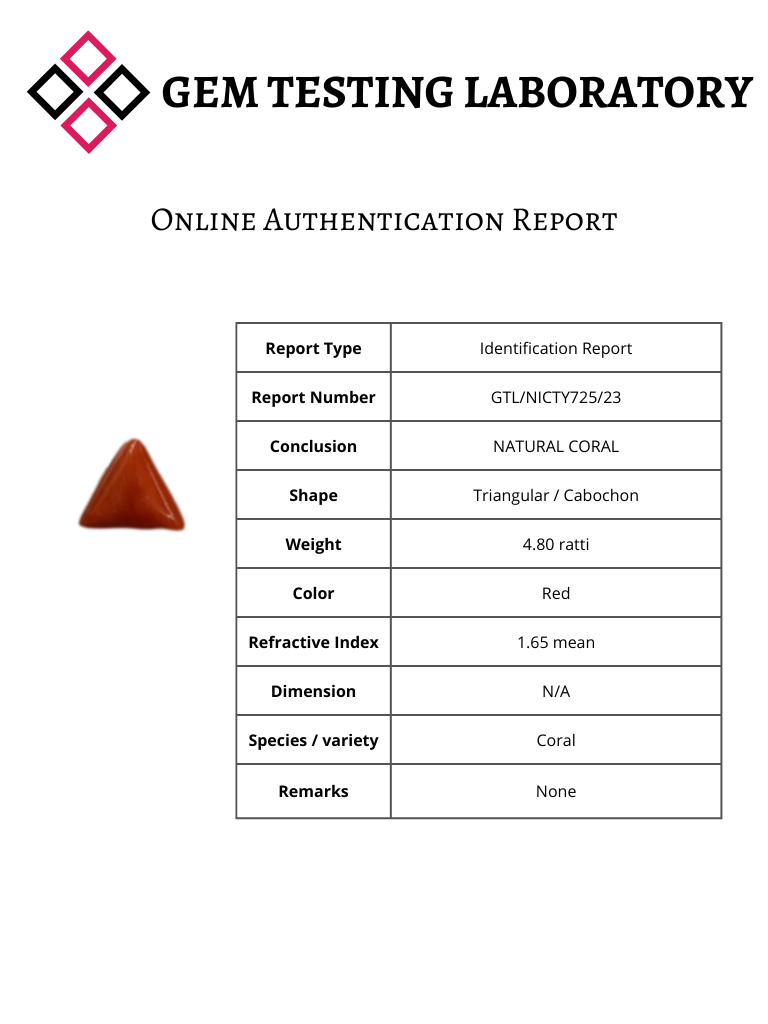 GEM TESTING LABORATORY
Online Authentication Report
Report Type Identification Report
Report Number GTL/NICTY725/23
Conclusion NATURAL CORAL
Shape Triangular / Cabochon
Weight 4.80 ratti
Color Red
Refractive Index 1.65 mean
Dimension N/A
Species / variety Coral
Remarks None